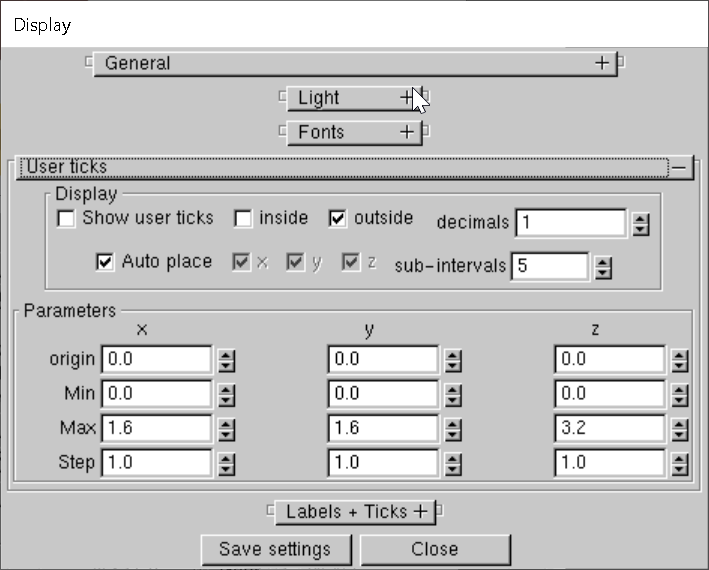 Display
General +
Light +
Fonts +
User ticks −
Display
Show user ticks inside outside decimals 1
Auto place x y z sub-intervals 5
Parameters
x y z
origin 0.0 0.0 0.0
Min 0.0 0.0 0.0
Max 1.6 1.6 3.2
Step 1.0 1.0 1.0
Labels + Ticks +
Save settings Close